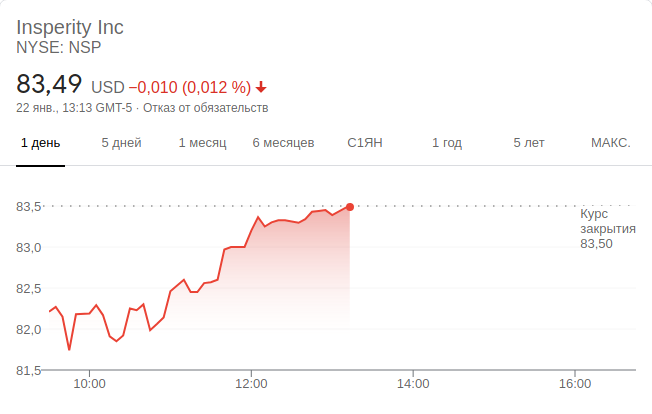 Insperity Inc
NYSE: NSP
83,49 USD −0,010 (0,012 %)
22 янв., 13:13 GMT-5 · Отказ от обязательств
1 день 5 дней 1 месяц 6 месяцев С1ЯН 1 год 5 лет МАКС.
83,5
83,0
82,5
82,0
81,5
Курс
закрытия
83,50
10:00 12:00 14:00 16:00